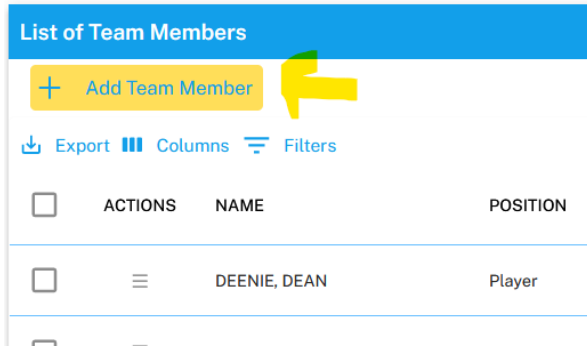 List of Team Members
+ Add Team Member
Export Columns Filters
ACTIONS NAME POSITION
DEENIE, DEAN Player